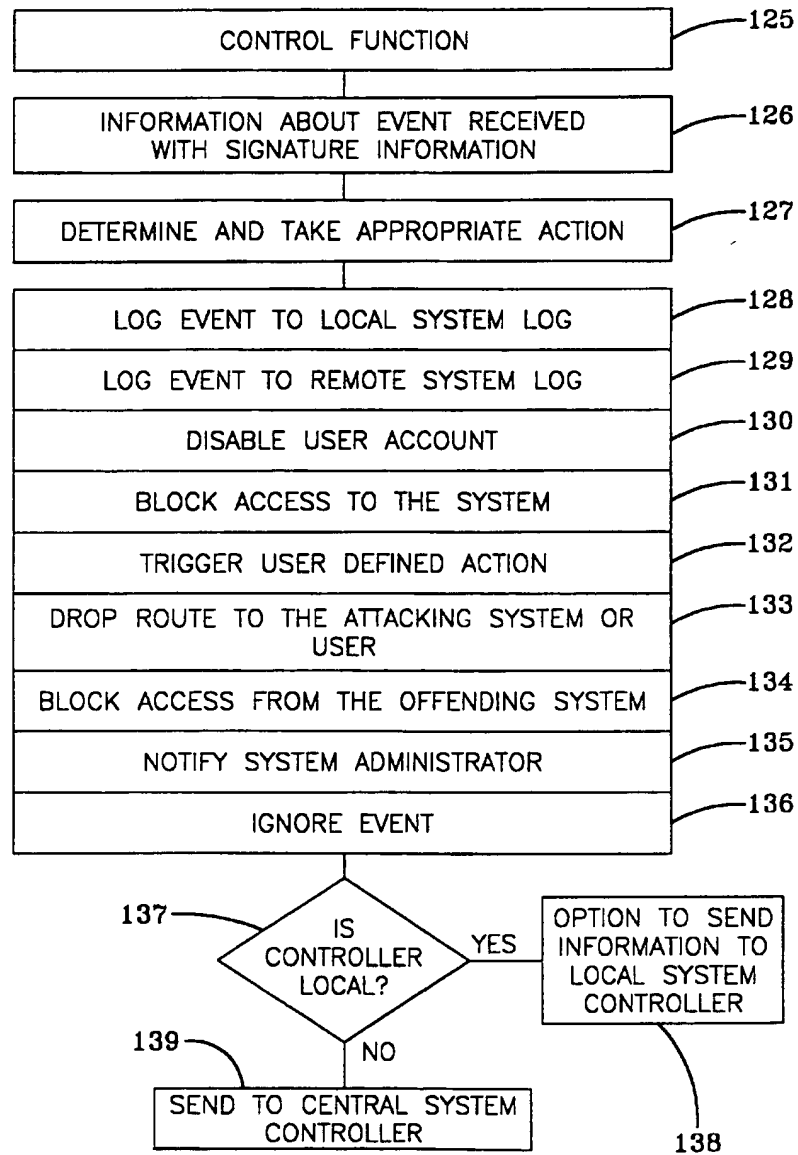 CONTROL FUNCTION
125
INFORMATION ABOUT EVENT RECEIVED
WITH SIGNATURE INFORMATION
126
DETERMINE AND TAKE APPROPRIATE ACTION
127
LOG EVENT TO LOCAL SYSTEM LOG
128
LOG EVENT TO REMOTE SYSTEM LOG
129
DISABLE USER ACCOUNT
130
BLOCK ACCESS TO THE SYSTEM
131
TRIGGER USER DEFINED ACTION
132
DROP ROUTE TO THE ATTACKING SYSTEM OR
USER
133
BLOCK ACCESS FROM THE OFFENDING SYSTEM
134
NOTIFY SYSTEM ADMINISTRATOR
135
IGNORE EVENT
136
137
IS
CONTROLLER
LOCAL?
YES
OPTION TO SEND
INFORMATION TO
LOCAL SYSTEM
CONTROLLER
138
NO
139
SEND TO CENTRAL SYSTEM
CONTROLLER